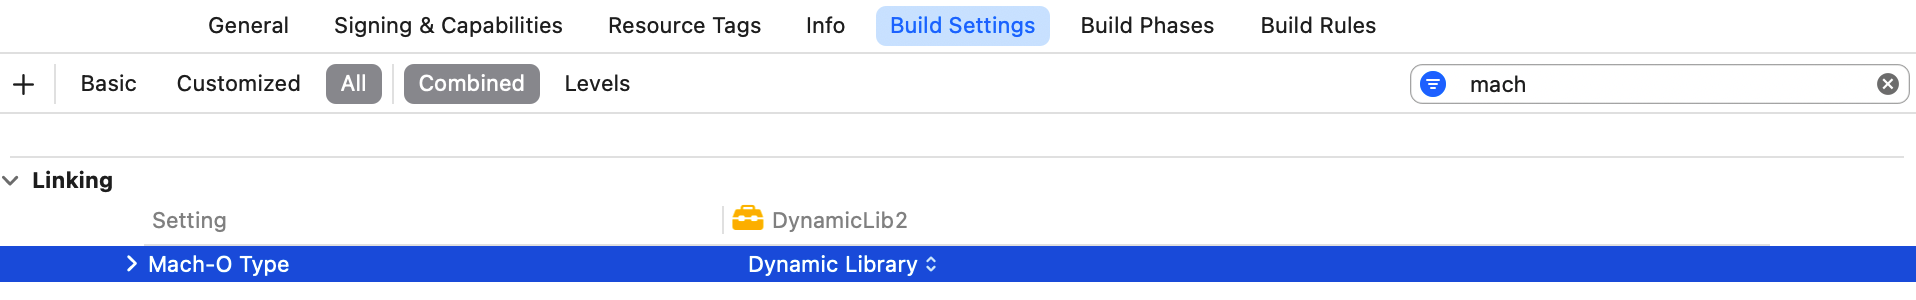 General Signing & Capabilities Resource Tags Info Build Settings Build Phases Build Rules
Basic Customized All Combined Levels mach
Linking
Setting DynamicLib2
Mach-O Type Dynamic Library